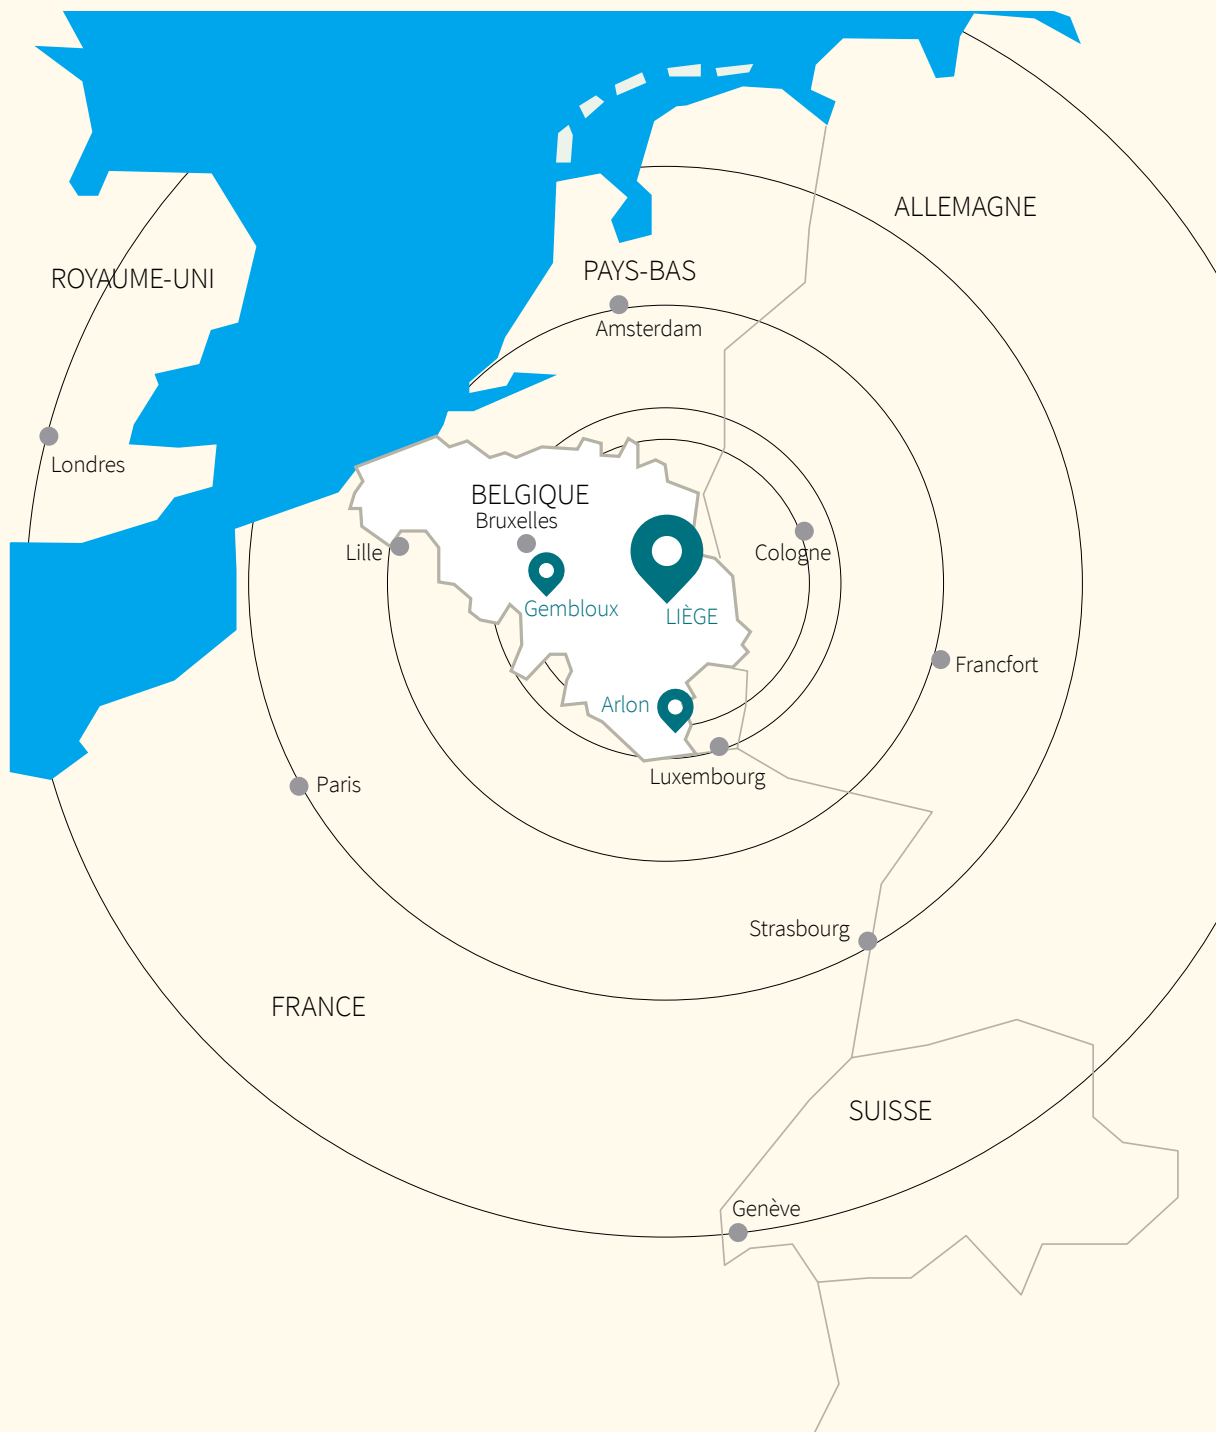 ALLEMAGNE
PAYS-BAS
ROYAUME-UNI
Amsterdam
Londres
BELGIQUE
Bruxelles
Lille
Cologne
Gembloux
LIÈGE
Francfort
Arlon
Luxembourg
Paris
Strasbourg
FRANCE
SUISSE
Genève